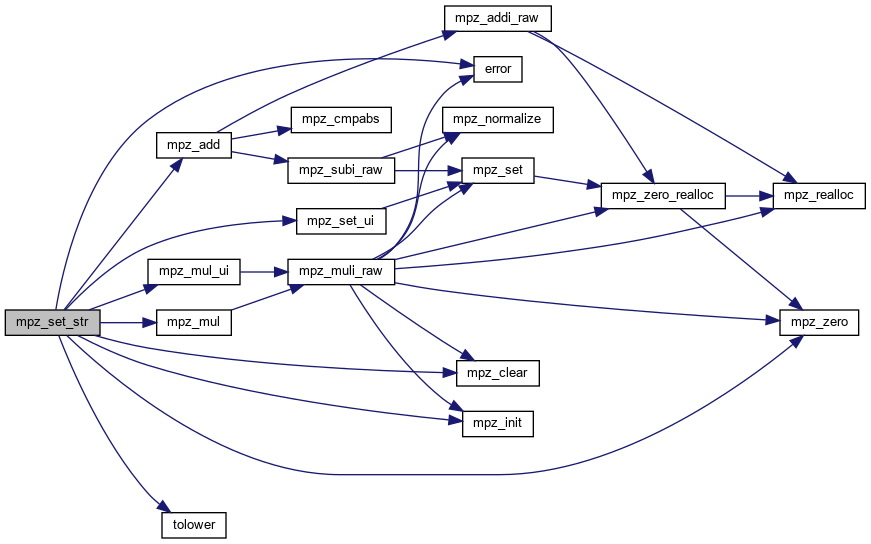 mpz_addi_raw
error
mpz_cmpabs
mpz_normalize
mpz_add
mpz_subi_raw
mpz_set
mpz_zero_realloc
mpz_realloc
mpz_set_ui
mpz_mul_ui
mpz_muli_raw
mpz_set_str
mpz_mul
mpz_zero
mpz_clear
mpz_init
tolower